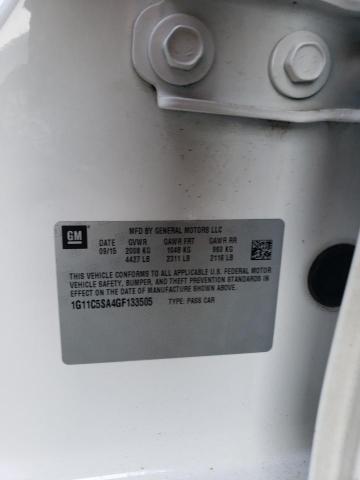 GM
MFD BY GENERAL MOTORS LLC
DATE GVWR GAWR FRT GAWR RR
09/15 2008 KG 1048 KG 960 KG
4427 LB 2311 LB 2116 LB
THIS VEHICLE CONFORMS TO ALL APPLICABLE U.S. FEDERAL MOTOR
VEHICLE SAFETY, BUMPER, AND THEFT PREVENTION STANDARDS IN
EFFECT ON THE DATE OF MANUFACTURE SHOWN ABOVE.
1G11C5SA4GF133505 TYPE: PASS CAR